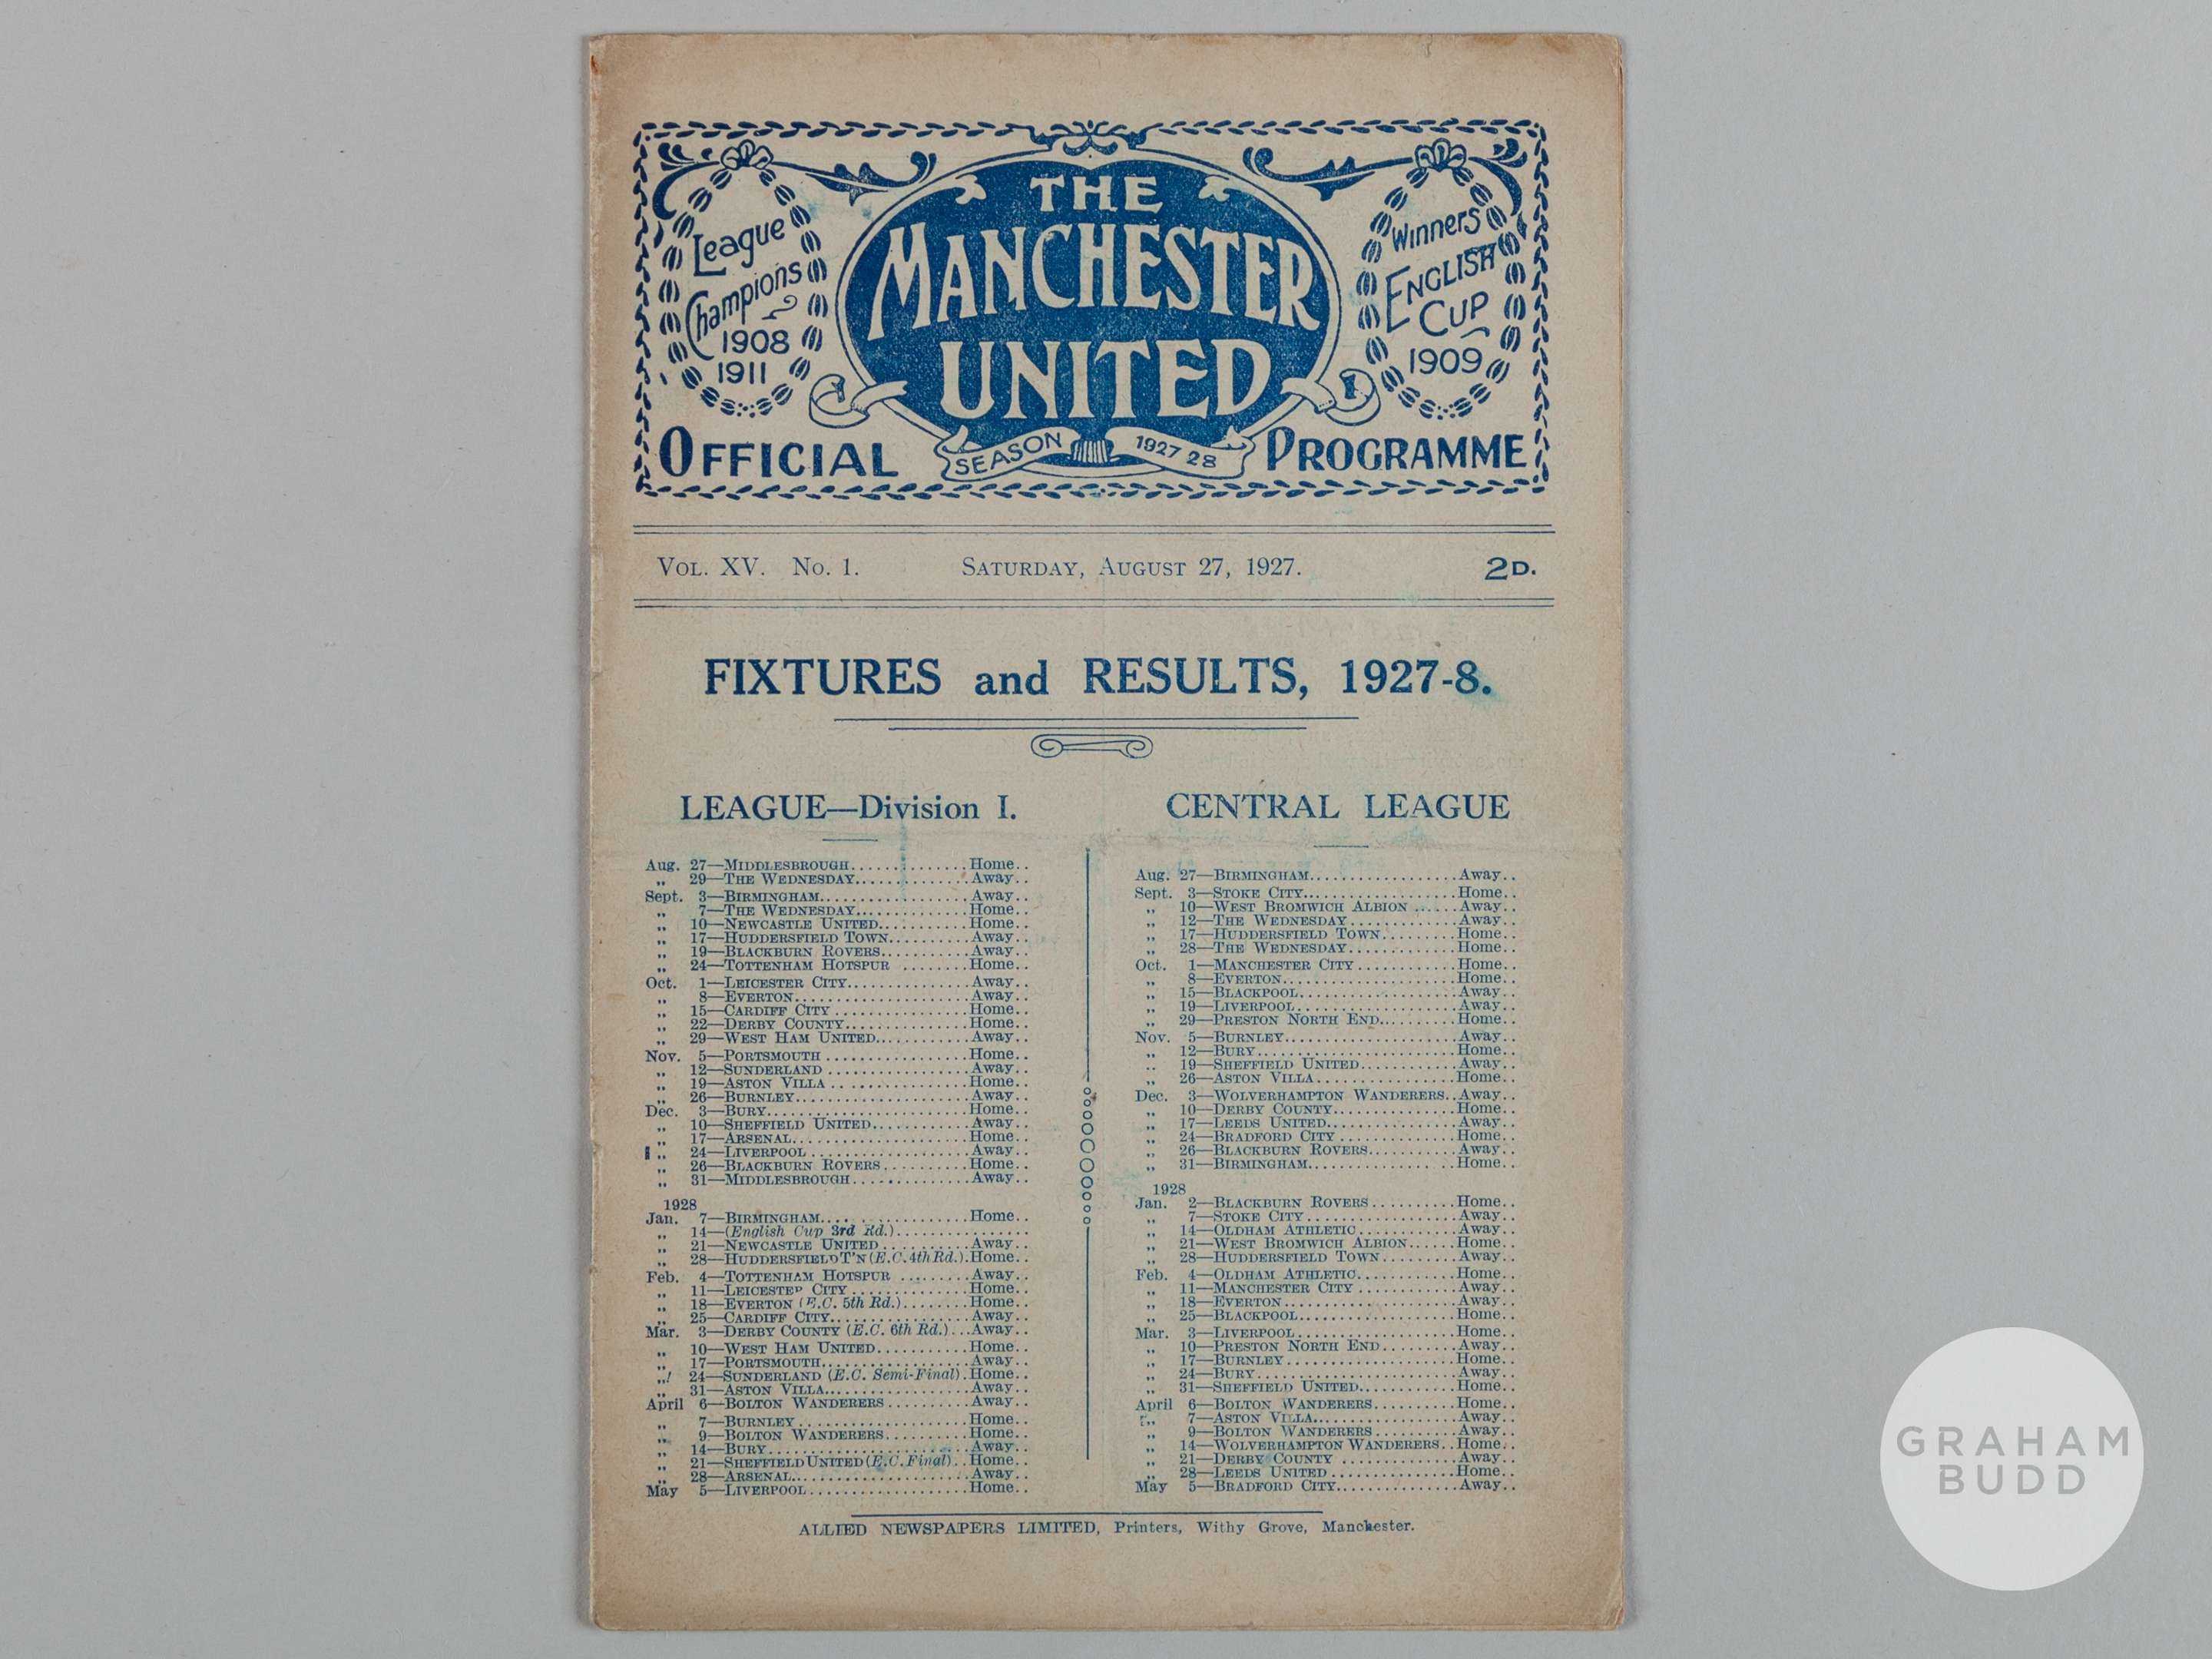 League
Champions
1908
1911
THE
MANCHESTER
UNITED
Winners
ENGLISH
CUP
1909
OFFICIAL
SEASON 1927 28
PROGRAMME
VOL. XV. No. 1. SATURDAY, AUGUST 27, 1927. 2D.
FIXTURES and RESULTS, 1927-8.
LEAGUE—Division I.
Aug. 27—MIDDLESBROUGH..............Home..
„ 29—THE WEDNESDAY.............Away..
Sept. 3—BIRMINGHAM.................Away..
„ 7—THE WEDNESDAY.............Home..
„ 10—NEWCASTLE UNITED..........Home..
„ 17—HUDDERSFIELD TOWN.........Away..
„ 19—BLACKBURN ROVERS..........Away..
„ 24—TOTTENHAM HOTSPUR ........Home..
Oct. 1—LEICESTER CITY..............Away..
„ 8—EVERTON....................Away..
„ 15—CARDIFF CITY ...............Home..
„ 22—DERBY COUNTY..............Home..
„ 29—WEST HAM UNITED...........Away..
Nov. 5—PORTSMOUTH .................Home..
„ 12—SUNDERLAND .................Away..
„ 19—ASTON VILLA ................Home..
„ 26—BURNLEY....................Away..
Dec. 3—BURY........................Home..
„ 10—SHEFFIELD UNITED...........Away..
„ 17—ARSENAL.....................Home..
„ 24—LIVERPOOL ...................Away..
„ 26—BLACKBURN ROVERS..........Home..
„ 31—MIDDLESBROUGH..............Away..
1928
Jan. 7—BIRMINGHAM.................Home..
„ 14—(English Cup 3rd Rd.)................
„ 21—NEWCASTLE UNITED..........Away..
„ 28—HUDDERSFIELD T'N (E.C. 4th Rd.).Home..
Feb. 4—TOTTENHAM HOTSPUR ........Away..
„ 11—LEICESTER CITY..............Home..
„ 18—EVERTON (E.C. 5th Rd.)........Home..
„ 25—CARDIFF CITY................Away..
Mar. 3—DERBY COUNTY (E.C. 6th Rd.)...Away..
„ 10—WEST HAM UNITED...........Home..
„ 17—PORTSMOUTH.................Away..
„ 24—SUNDERLAND (E.C. Semi-Final).Home..
„ 31—ASTON VILLA.................Away..
April 6—BOLTON WANDERERS..........Away..
„ 7—BURNLEY....................Home..
„ 9—BOLTON WANDERERS..........Home..
„ 14—BURY........................Away..
„ 21—SHEFFIELD UNITED (E.C. Final)..Home..
„ 28—ARSENAL.....................Away..
May 5—LIVERPOOL...................Home..
CENTRAL LEAGUE
Aug. 27—BIRMINGHAM.................Away..
Sept. 3—STOKE CITY..................Home..
„ 10—WEST BROMWICH ALBION ......Away..
„ 12—THE WEDNESDAY.............Away..
„ 17—HUDDERSFIELD TOWN.........Home..
„ 28—THE WEDNESDAY.............Home..
Oct. 1—MANCHESTER CITY............Home..
„ 8—EVERTON....................Home..
„ 15—BLACKPOOL..................Away..
„ 19—LIVERPOOL..................Away..
„ 29—PRESTON NORTH END.........Home..
Nov. 5—BURNLEY....................Away..
„ 12—BURY.......................Home..
„ 19—SHEFFIELD UNITED...........Away..
„ 26—ASTON VILLA................Home..
Dec. 3—WOLVERHAMPTON WANDERERS..Away..
„ 10—DERBY COUNTY..............Home..
„ 17—LEEDS UNITED...............Away..
„ 24—BRADFORD CITY..............Home..
„ 26—BLACKBURN ROVERS..........Away..
„ 31—BIRMINGHAM.................Home..
1928
Jan. 2—BLACKBURN ROVERS..........Home..
„ 7—STOKE CITY..................Away..
„ 14—OLDHAM ATHLETIC............Away..
„ 21—WEST BROMWICH ALBION......Home..
„ 28—HUDDERSFIELD TOWN.........Away..
Feb. 4—OLDHAM ATHLETIC............Home..
„ 11—MANCHESTER CITY............Away..
„ 18—EVERTON....................Away..
„ 25—BLACKPOOL..................Home..
Mar. 3—LIVERPOOL...................Home..
„ 10—PRESTON NORTH END.........Away..
„ 17—BURNLEY....................Home..
„ 24—BURY.......................Away..
„ 31—SHEFFIELD UNITED...........Home..
April 6—BOLTON WANDERERS..........Home..
„ 7—ASTON VILLA................Away..
„ 9—BOLTON WANDERERS..........Away..
„ 14—WOLVERHAMPTON WANDERERS..Home..
„ 21—DERBY COUNTY ..............Away..
„ 28—LEEDS UNITED ...............Home..
May 5—BRADFORD CITY...............Away..
ALLIED NEWSPAPERS LIMITED, Printers, Withy Grove, Manchester.
GRAHAM
BUDD